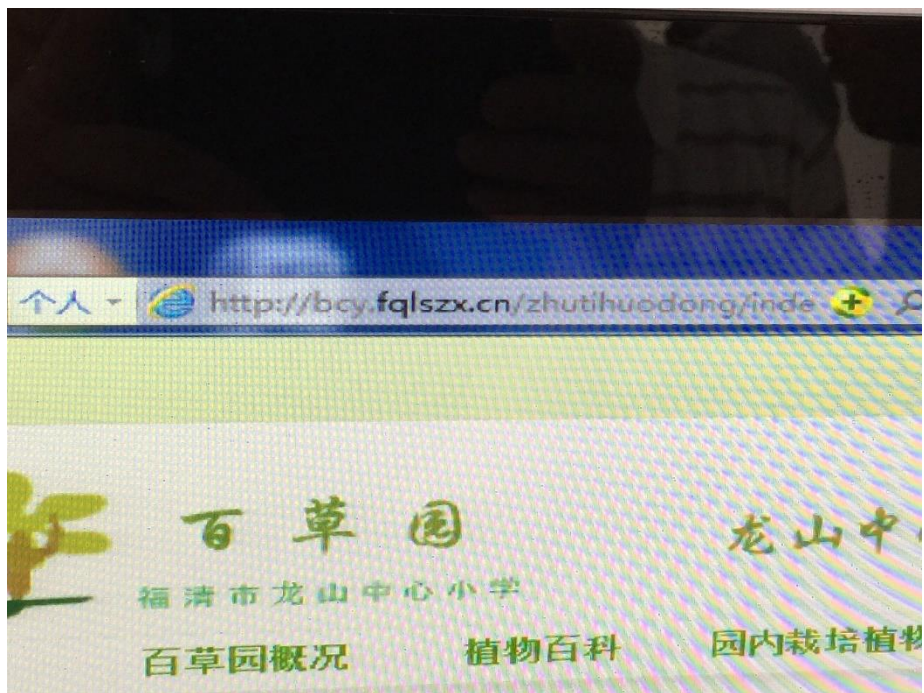 个人 http://bcy.fqlszx.cn/zhutihuodong/inde
百草园 龙山中
福清市龙山中心小学
百草园概况 植物百科 园内栽培植物